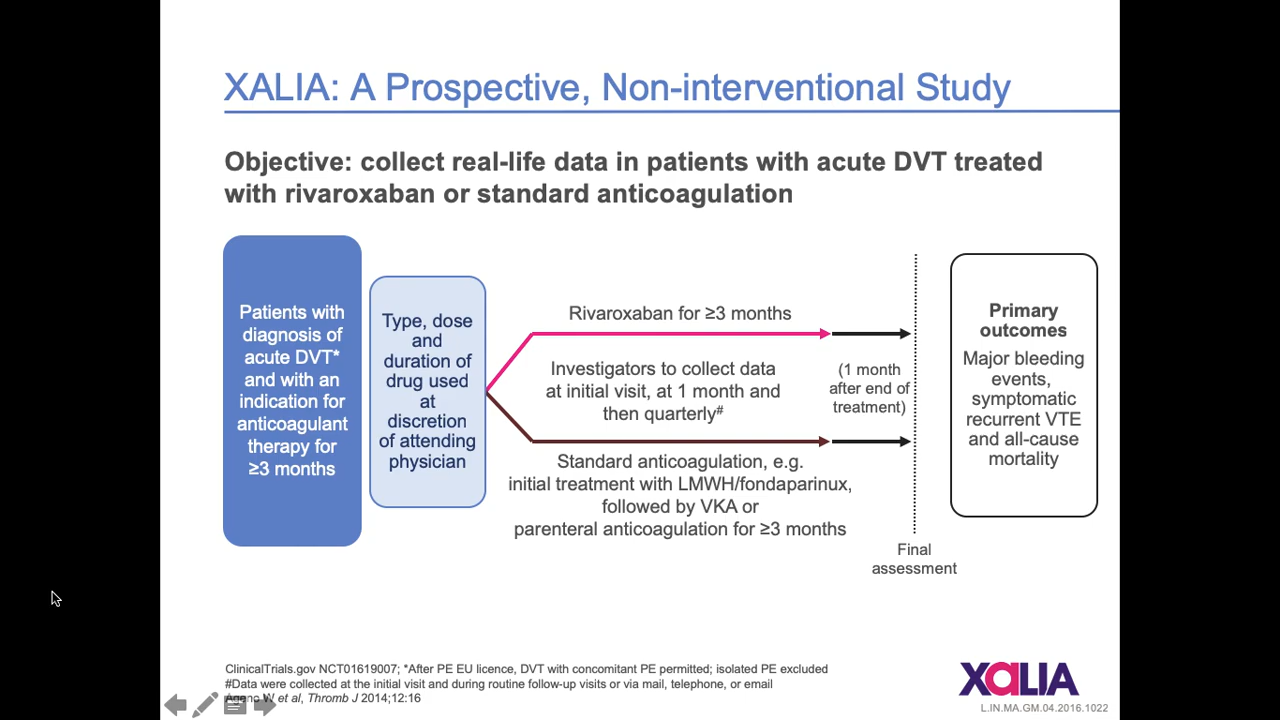 XALIA: A Prospective, Non-interventional Study
Objective: collect real-life data in patients with acute DVT treated
with rivaroxaban or standard anticoagulation
Patients with
diagnosis of
acute DVT*
and with an
indication for
anticoagulant
therapy for
≥3 months
Type, dose
and
duration of
drug used
at
discretion
of attending
physician
Rivaroxaban for ≥3 months
Investigators to collect data
at initial visit, at 1 month and
then quarterly#
Standard anticoagulation, e.g.
initial treatment with LMWH/fondaparinux,
followed by VKA or
parenteral anticoagulation for ≥3 months
(1 month
after end of
treatment)
Final
assessment
Primary
outcomes
Major bleeding
events,
symptomatic
recurrent VTE
and all-cause
mortality
ClinicalTrials.gov NCT01619007; *After PE EU licence, DVT with concomitant PE permitted; isolated PE excluded
#Data were collected at the initial visit and during routine follow-up visits or via mail, telephone, or email
W et al, Thromb J 2014;12:16
XALIA
L.IN.MA.GM.04.2016.1022